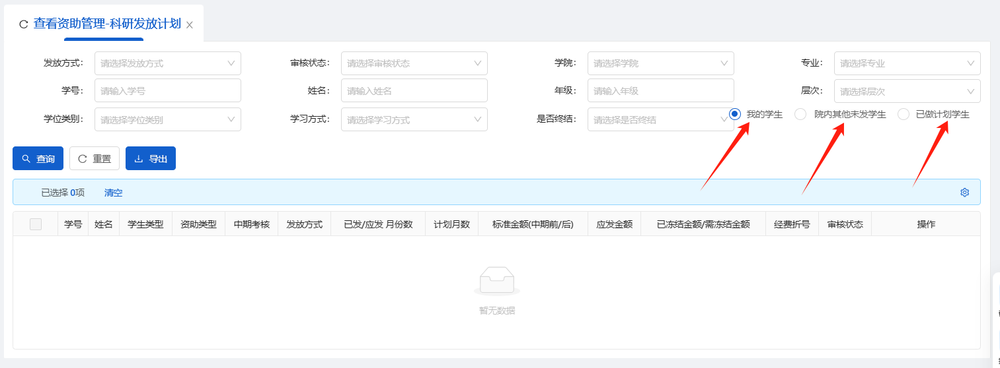 查看资助管理-科研发放计划
发放方式: 请选择发放方式 审核状态: 请选择审核状态 学院: 请选择学院 专业: 请选择专业
学号: 请输入学号 姓名: 请输入姓名 年级: 请输入年级 层次: 请选择层次
学位类别: 请选择学位类别 学习方式: 请选择学习方式 是否终结: 请选择是否终结 我的学生 院内其他未发学生 已做计划学生
查询 重置 导出
已选择 0项 清空
学号 姓名 学生类型 资助类型 中期考核 发放方式 已发/应发 月份数 计划月数 标准金额(中期前/后) 应发金额 已冻结金额/需冻结金额 经费折号 审核状态 操作
暂无数据